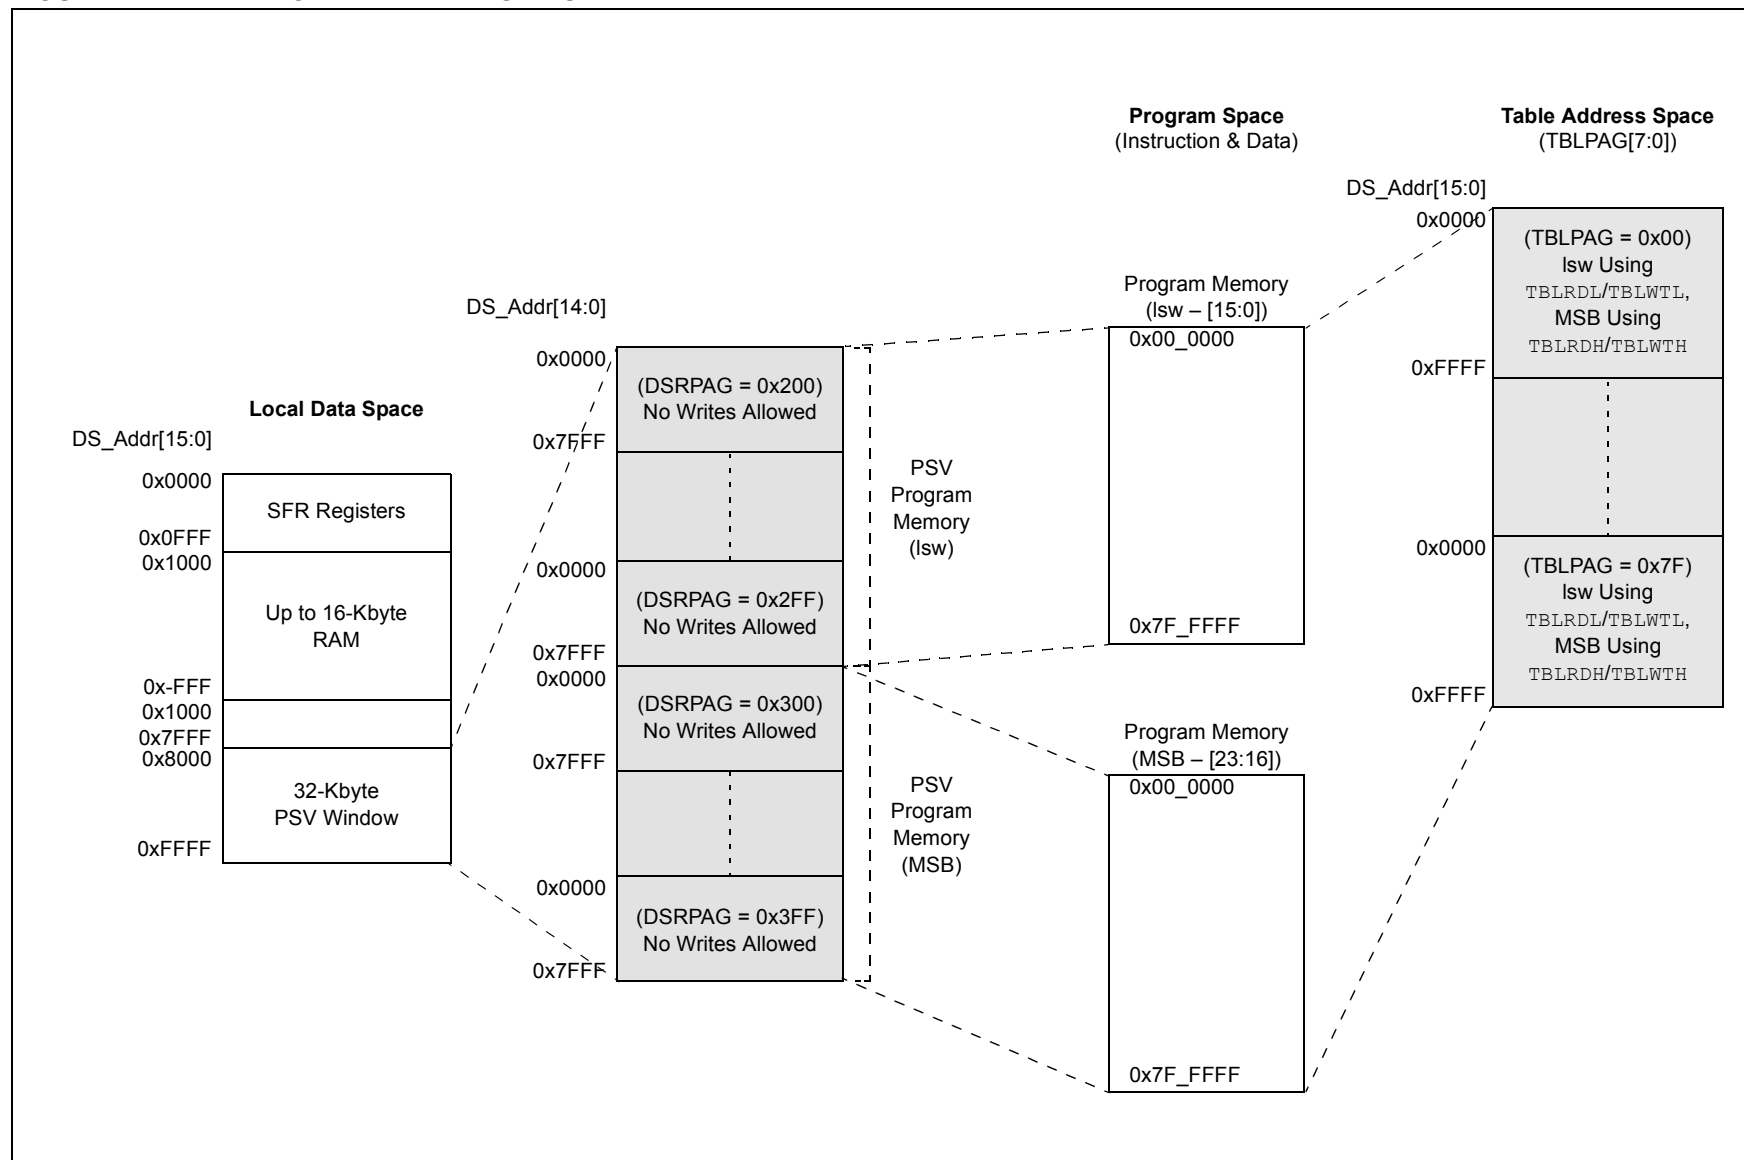 Local Data Space
DS_Addr[15:0]
0x0000
SFR Registers
0x0FFF
0x1000
Up to 16-Kbyte
RAM
0x-FFF
0x1000
0x7FFF
0x8000
32-Kbyte
PSV Window
0xFFFF
DS_Addr[14:0]
0x0000
(DSRPAG = 0x200)
No Writes Allowed
0x7FFF
0x0000
(DSRPAG = 0x2FF)
No Writes Allowed
0x7FFF
0x0000
(DSRPAG = 0x300)
No Writes Allowed
0x7FFF
0x0000
(DSRPAG = 0x3FF)
No Writes Allowed
0x7FFF
PSV
Program
Memory
(lsw)
PSV
Program
Memory
(MSB)
Program Space
(Instruction & Data)
Program Memory
(lsw – [15:0])
0x00_0000
0x7F_FFFF
Program Memory
(MSB – [23:16])
0x00_0000
0x7F_FFFF
Table Address Space
(TBLPAG[7:0])
DS_Addr[15:0]
0x0000
(TBLPAG = 0x00)
lsw Using
TBLRDL/TBLWTL,
MSB Using
TBLRDH/TBLWTH
0xFFFF
0x0000
(TBLPAG = 0x7F)
lsw Using
TBLRDL/TBLWTL,
MSB Using
TBLRDH/TBLWTH
0xFFFF